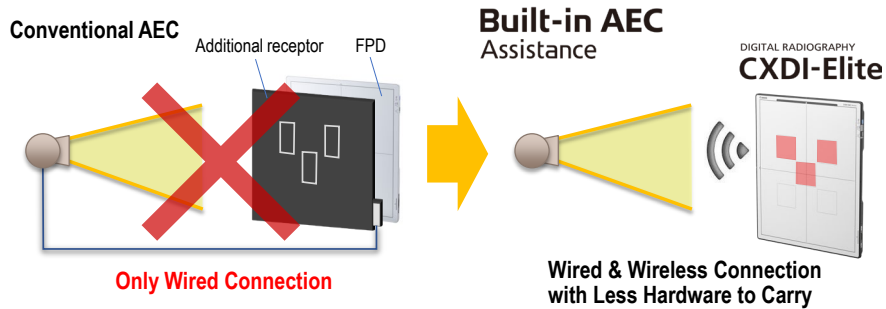 Conventional AEC
Additional receptor
FPD
Only Wired Connection
Built-in AEC
Assistance
DIGITAL RADIOGRAPHY
CXDI-Elite
Wired & Wireless Connection
with Less Hardware to Carry